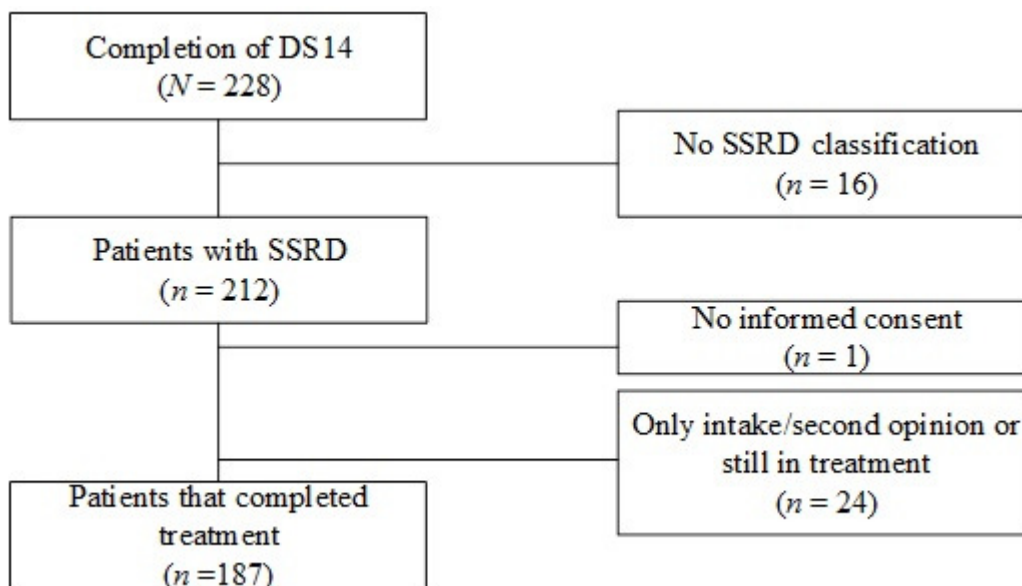 Completion of DS14
(N = 228)
No SSRD classification
(n = 16)
Patients with SSRD
(n = 212)
No informed consent
(n = 1)
Only intake/second opinion or
still in treatment
(n = 24)
Patients that completed
treatment
(n =187)